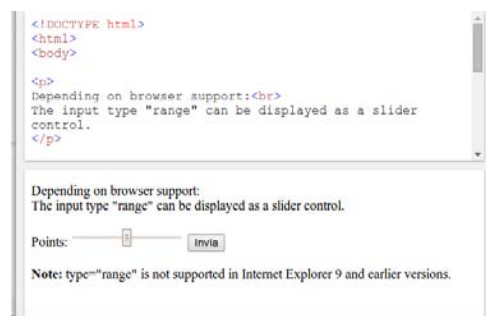 <!DOCTYPE html>
<html>
<body>
<p>
Depending on browser support:<br>
The input type "range" can be displayed as a slider
control.
</p>
Depending on browser support:
The input type "range" can be displayed as a slider control.
Points: Invia
Note: type="range" is not supported in Internet Explorer 9 and earlier versions.